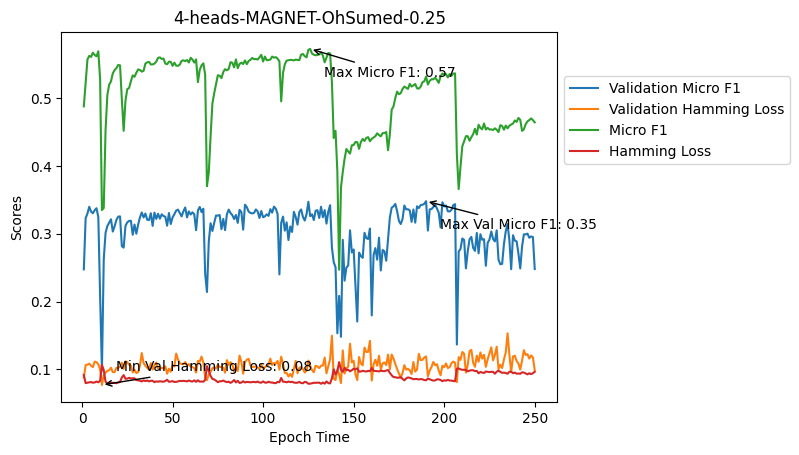 4-heads-MAGNET-OhSumed-0.25
Scores
0.5
0.4
0.3
0.2
0.1
Max Micro F1: 0.57
Max Val Micro F1: 0.35
Min Val Hamming Loss: 0.08
0
50
100
150
200
250
Epoch Time
Validation Micro F1
Validation Hamming Loss
Micro F1
Hamming Loss